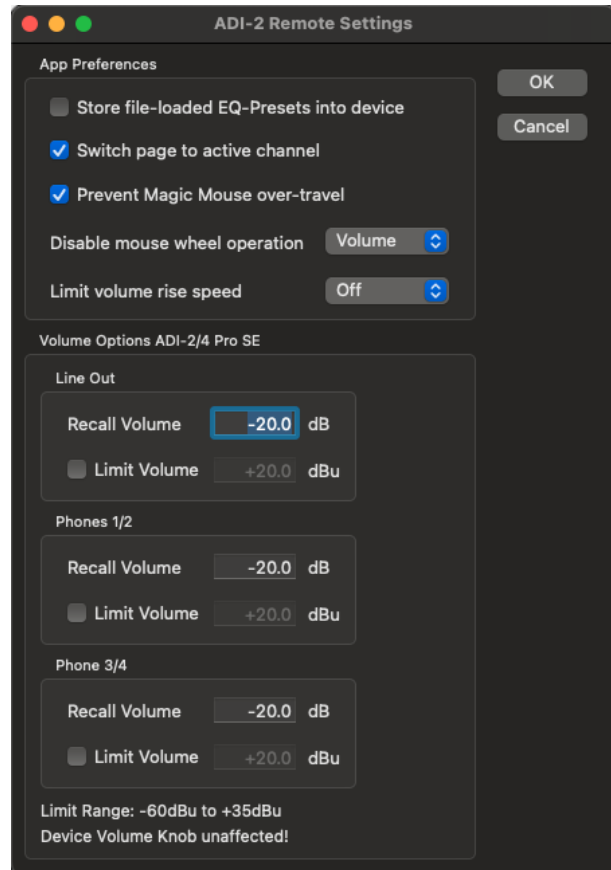 ADI-2 Remote Settings
App Preferences
OK
Store file-loaded EQ-Presets into device
Cancel
Switch page to active channel
Prevent Magic Mouse over-travel
Disable mouse wheel operation Volume
Limit volume rise speed Off
Volume Options ADI-2/4 Pro SE
Line Out
Recall Volume -20.0 dB
Limit Volume +20.0 dBu
Phones 1/2
Recall Volume -20.0 dB
Limit Volume +20.0 dBu
Phone 3/4
Recall Volume -20.0 dB
Limit Volume +20.0 dBu
Limit Range: -60dBu to +35dBu
Device Volume Knob unaffected!